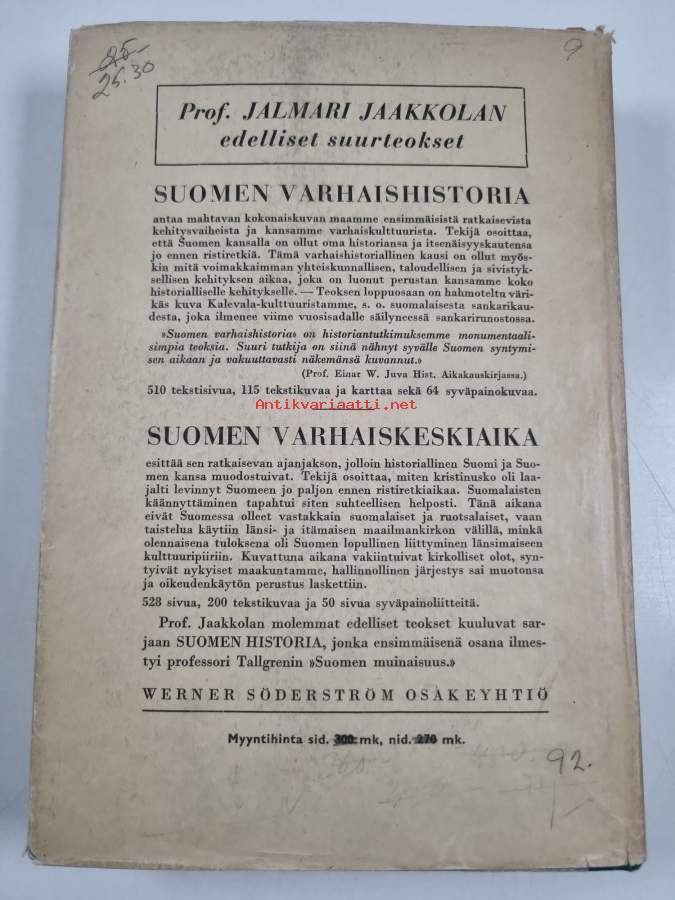 25.30
9
Prof. JALMARI JAAKKOLAN
edelliset suurteokset
SUOMEN VARHAISHISTORIA
antaa mahtavan kokonaiskuvan maamme ensimmäisistä ratkaisevista
kehitysvaiheista ja kansamme varhaiskulttuurista. Tekijä osoittaa,
että Suomen kansalla on ollut oma historiansa ja itsenäisyyskautensa
jo ennen ristiretkiä. Tämä varhaishistoriallinen kausi on ollut myös-
kin mitä voimakkaimman yhteiskunnallisen, taloudellisen ja sivistyk-
sellisen kehityksen aikaa, joka on luonut perustan kansamme koko
historialliselle kehitykselle. — Teoksen loppuosaan on hahmoteltu väri-
käs kuva Kalevala-kulttuuristamme, s. o. suomalaisesta sankarikau-
desta, joka ilmenee viime vuosisadalle säilyneessä sankarirunostossa.
»Suomen varhaishistoria» on historiantutkimuksemme monumentaali-
simpia teoksia. Suuri tutkija on siinä nähnyt syvälle Suomen syntymi-
sen aikaan ja vakuuttavasti näkemänsä kuvannut.»
(Prof. Einar W. Juva Hist. Aikakauskirjassa.)
510 tekstisivua, 115 tekstikuvaa ja karttaa sekä 64 syväpainokuvaa.
Antikvariaatti.net
SUOMEN VARHAISKESKIAIKA
esittää sen ratkaisevan ajanjakson, jolloin historiallinen Suomi ja Suo-
men kansa muodostuivat. Tekijä osoittaa, miten kristinusko oli laa-
jalti levinnyt Suomeen jo paljon ennen ristiretkiaikaa. Suomalaisten
käännyttäminen tapahtui siten suhteellisen helposti. Tänä aikana
eivät Suomessa olleet vastakkain suomalaiset ja ruotsalaiset, vaan
taistelua käytiin länsi- ja itämaisen maailmankirkon välillä, minkä
olennaisena tuloksena oli Suomen lopullinen liittyminen länsimaiseen
kulttuuripiiriin. Kuvattuna aikana vakiintuivat kirkolliset olot, syn-
tyivät nykyiset maakuntamme, hallinnollinen järjestys sai muotonsa
ja oikeudenkäytön perustus laskettiin.
528 sivua, 200 tekstikuvaa ja 50 sivua syväpainoliitteitä.
Prof. Jaakkolan molemmat edelliset teokset kuuluvat sar-
jaan SUOMEN HISTORIA, jonka ensimmäisenä osana ilmes-
tyi professori Tallgrenin »Suomen muinaisuus.»
WERNER SÖDERSTRÖM OSAKEYHTIÖ
Myyntihinta sid. 300 mk, nid. 270 mk.
92.